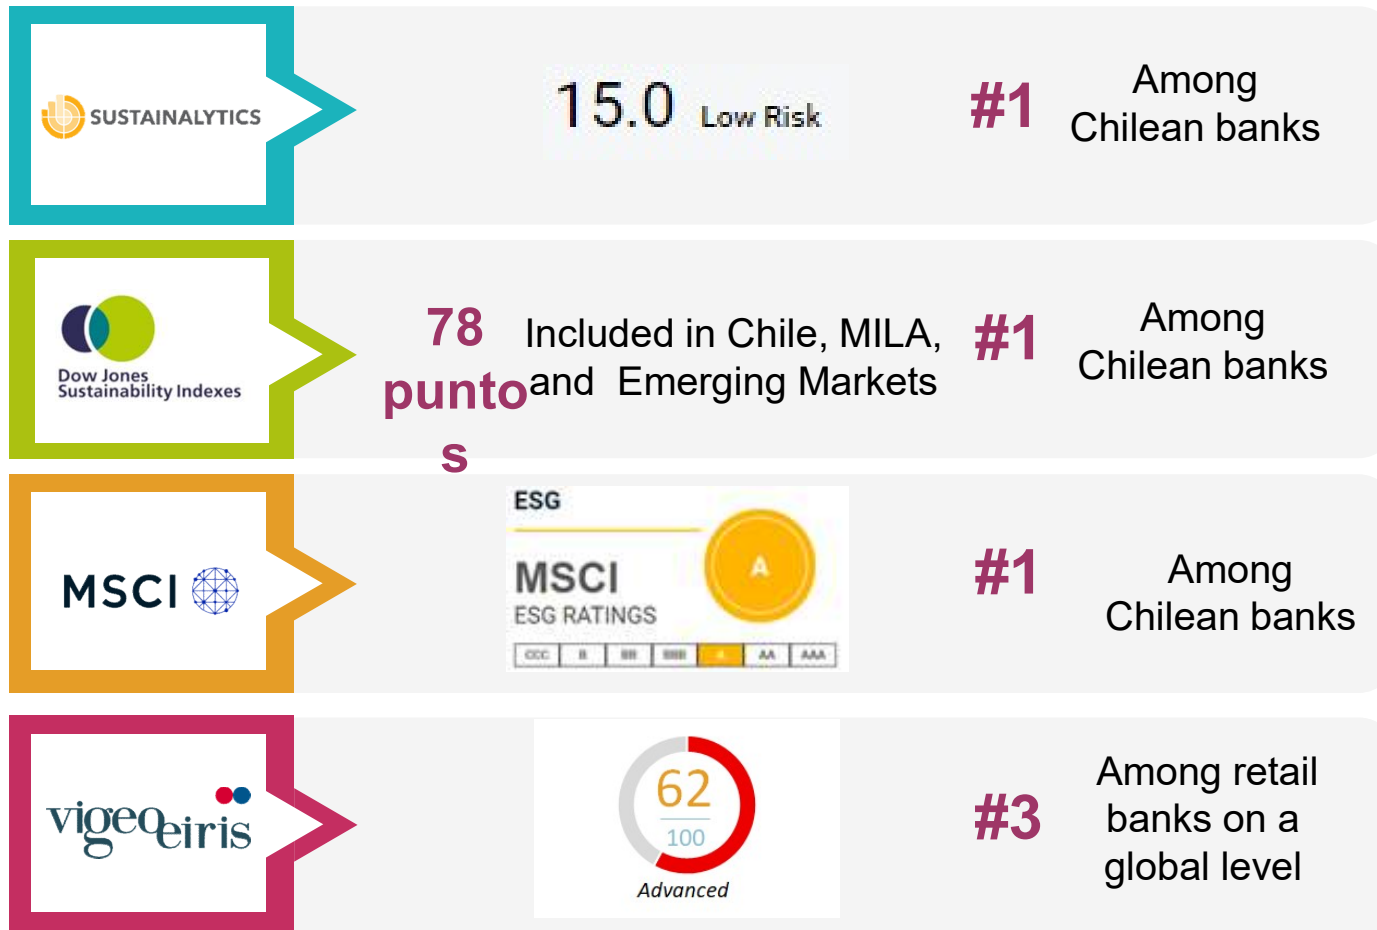 SUSTAINALYTICS
15.0 Low Risk
#1
Among
Chilean banks
Dow Jones
Sustainability Indexes
78
punto
s
Included in Chile, MILA,
and  Emerging Markets
#1
Among
Chilean banks
MSCI
ESG
MSCI
ESG RATINGS
A
CCC B BB BBB A AA AAA
#1
Among
Chilean banks
vigeoeiris
62
100
Advanced
#3
Among retail
banks on a
global level